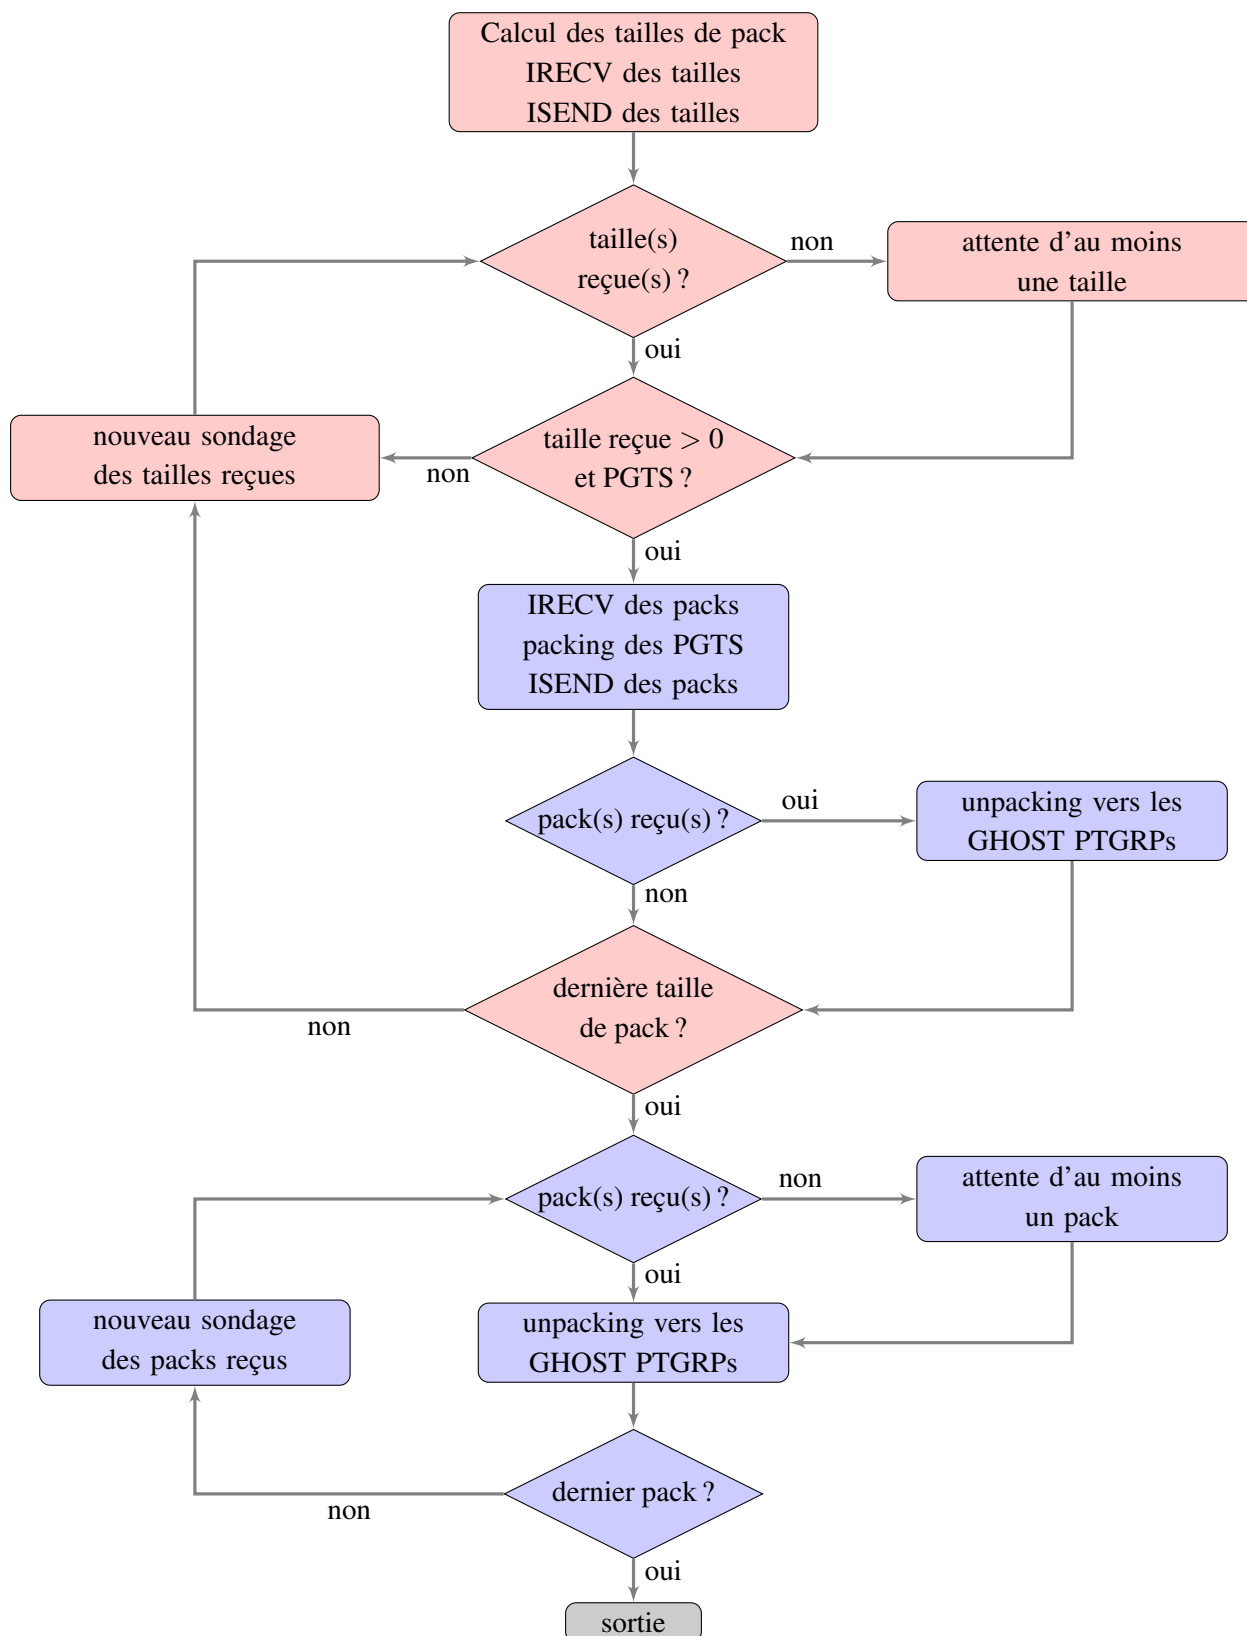 Calcul des tailles de pack
IRECV des tailles
ISEND des tailles
taille(s)
reçue(s) ?
non
attente d'au moins
une taille
oui
nouveau sondage
des tailles reçues
non
taille reçue > 0
et PGTS ?
oui
IRECV des packs
packing des PGTS
ISEND des packs
pack(s) reçu(s) ?
oui
unpacking vers les
GHOST PTGRPs
non
dernière taille
de pack ?
non
oui
pack(s) reçu(s) ?
non
attente d'au moins
un pack
oui
nouveau sondage
des packs reçus
unpacking vers les
GHOST PTGRPs
dernier pack ?
non
oui
sortie